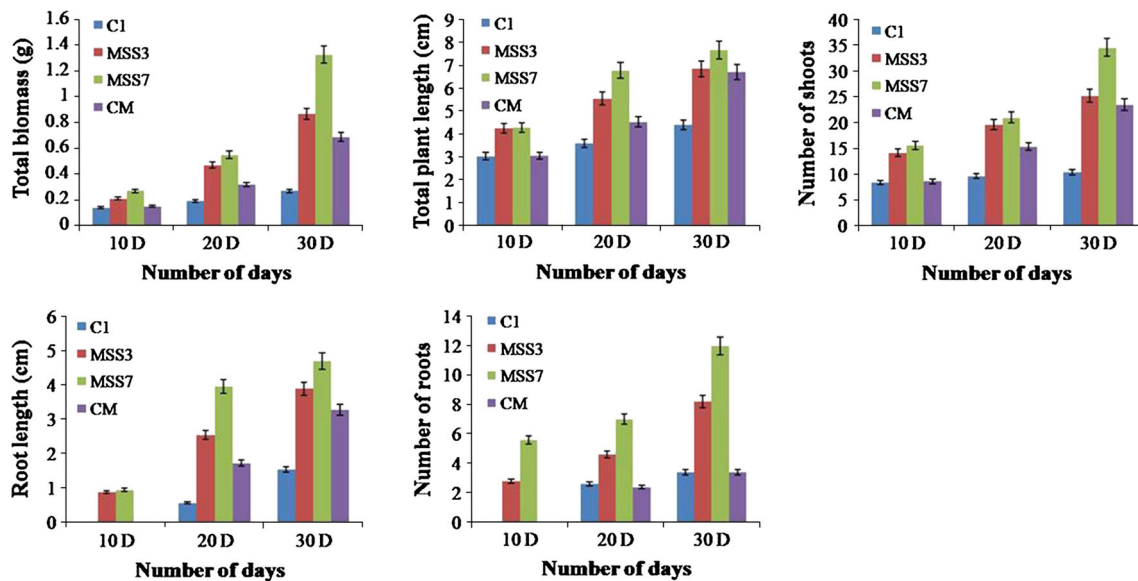 Total biomass (g)
1.6
1.4
1.2
1
0.8
0.6
0.4
0.2
0
C1
MSS3
MSS7
CM
10 D 20 D 30 D
Number of days
Total plant length (cm)
9
8
7
6
5
4
3
2
1
0
C1
MSS3
MSS7
CM
10 D 20 D 30 D
Number of days
Number of shoots
40
35
30
25
20
15
10
5
0
C1
MSS3
MSS7
CM
10 D 20 D 30 D
Number of days
Root length (cm)
6
5
4
3
2
1
0
C1
MSS3
MSS7
CM
10 D 20 D 30 D
Number of days
Number of roots
14
12
10
8
6
4
2
0
C1
MSS3
MSS7
CM
10 D 20 D 30 D
Number of days